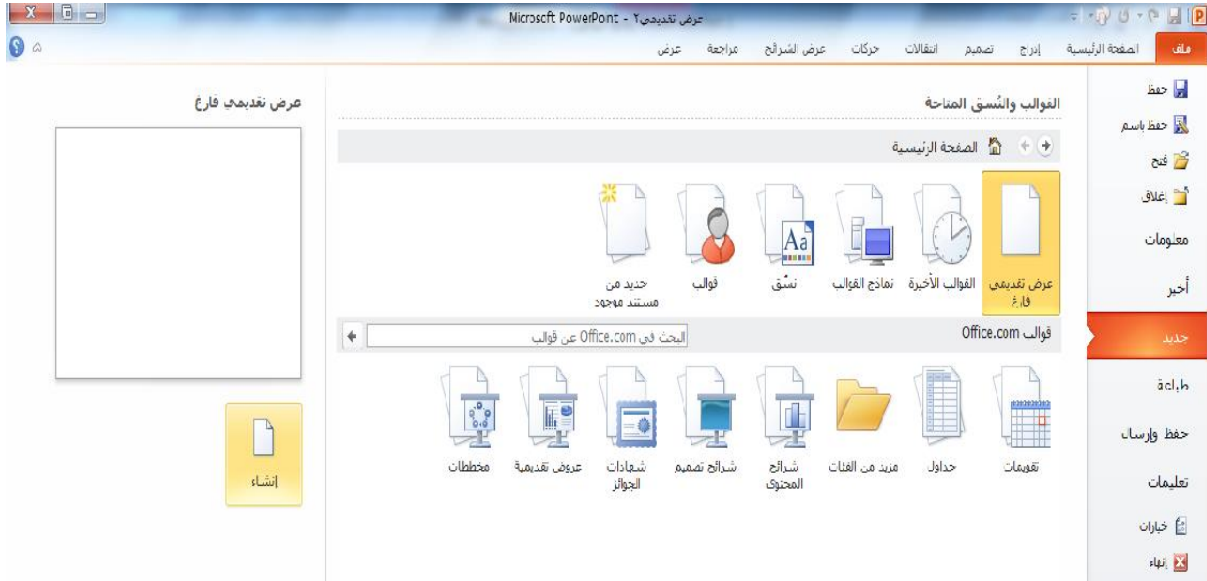 عرض تقديمي٢ - Microsoft PowerPoint
ملف الصفحة الرئيسية إدراج تصميم انتقالات حركات عرض الشرائح مراجعة عرض
حفظ
حفظ باسم
فتح
إغلاق
معلومات
أخير
جديد
طباعة
حفظ وإرسال
تعليمات
خيارات
إنهاء
القوالب والنُسق المتاحة
الصفحة الرئيسية
عرض تقديمي فارغ
القوالب الأخيرة
نماذج القوالب
نسّق
قوالب
جديد من مستند موجود
قوالب Office.com
البحث في Office.com عن قوالب
تقويمات
جداول
مزيد من الفئات
شرائح المحتوى
شرائح تصميم
شهادات الجوائز
عروض تقديمية
مخططات
عرض تقديمي فارغ
إنشاء